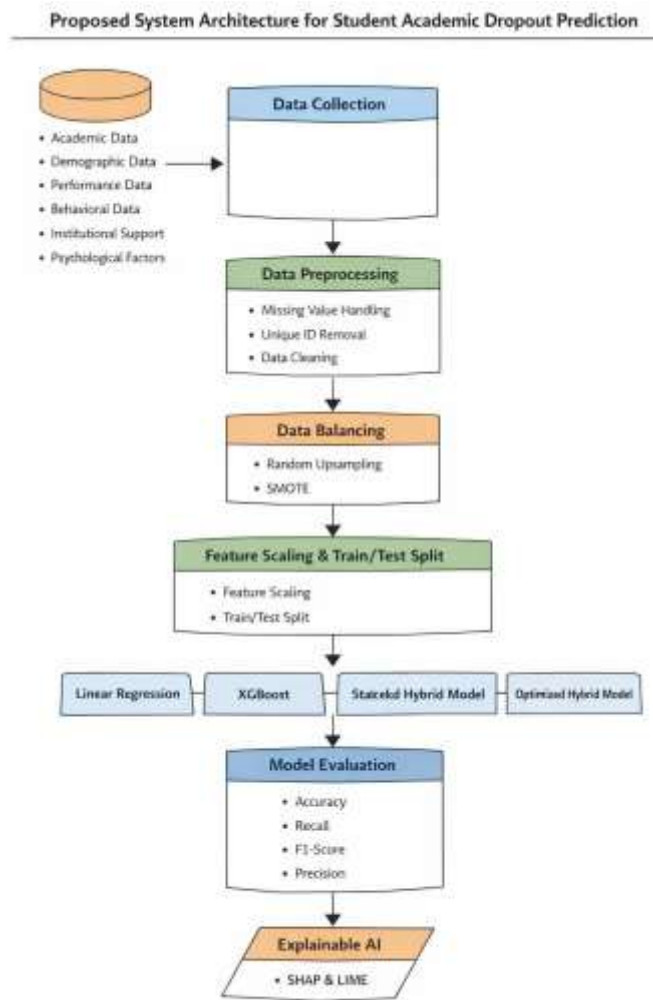 Proposed System Architecture for Student Academic Dropout Prediction
Data Collection
• Academic Data
• Demographic Data
• Performance Data
• Behavioral Data
• Institutional Support
• Psychological Factors
Data Preprocessing
• Missing Value Handling
• Unique ID Removal
• Data Cleaning
Data Balancing
• Random Upsampling
• SMOTE
Feature Scaling & Train/Test Split
• Feature Scaling
• Train/Test Split
Linear Regression
XGBoost
Statcekd Hybrid Model
Optimized Hybrid Model
Model Evaluation
• Accuracy
• Recall
• F1-Score
• Precision
Explainable AI
• SHAP & LIME